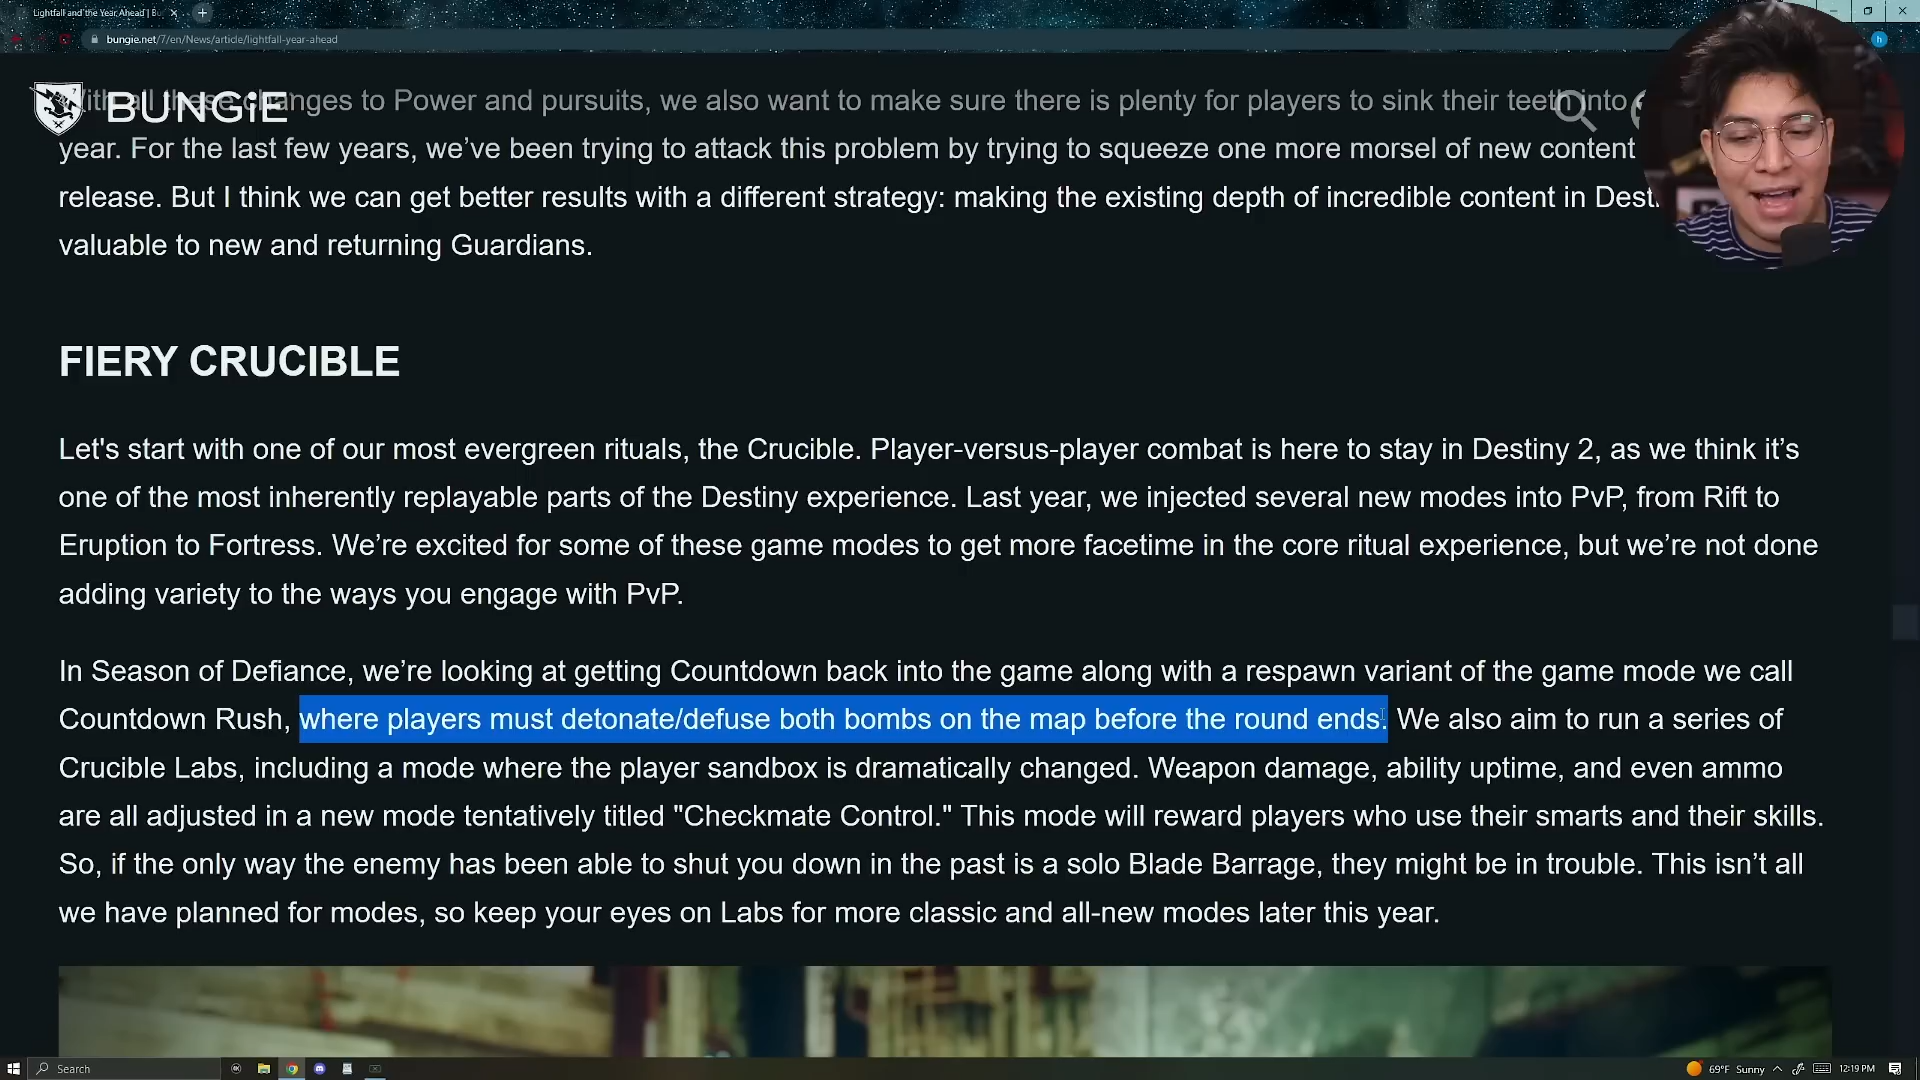 Lightfall and the Year Ahead | Bu
bungie.net/7/en/News/article/lightfall-year-ahead
h
BUNGiE
With all these changes to Power and pursuits, we also want to make sure there is plenty for players to sink their teeth into
year. For the last few years, we’ve been trying to attack this problem by trying to squeeze one more morsel of new content
release. But I think we can get better results with a different strategy: making the existing depth of incredible content in Desti
valuable to new and returning Guardians.
FIERY CRUCIBLE
Let's start with one of our most evergreen rituals, the Crucible. Player-versus-player combat is here to stay in Destiny 2, as we think it’s
one of the most inherently replayable parts of the Destiny experience. Last year, we injected several new modes into PvP, from Rift to
Eruption to Fortress. We’re excited for some of these game modes to get more facetime in the core ritual experience, but we’re not done
adding variety to the ways you engage with PvP.
In Season of Defiance, we’re looking at getting Countdown back into the game along with a respawn variant of the game mode we call
Countdown Rush, where players must detonate/defuse both bombs on the map before the round ends. We also aim to run a series of
Crucible Labs, including a mode where the player sandbox is dramatically changed. Weapon damage, ability uptime, and even ammo
are all adjusted in a new mode tentatively titled "Checkmate Control." This mode will reward players who use their smarts and their skills.
So, if the only way the enemy has been able to shut you down in the past is a solo Blade Barrage, they might be in trouble. This isn’t all
we have planned for modes, so keep your eyes on Labs for more classic and all-new modes later this year.
Search
69°F Sunny
12:19 PM